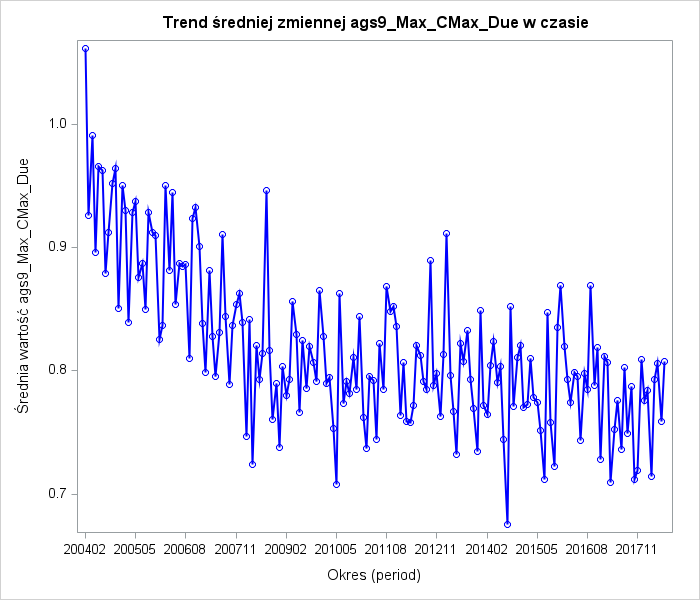 Trend średniej zmiennej ags9_Max_CMax_Due w czasie
Średnia wartość ags9_Max_CMax_Due
1.0
0.9
0.8
0.7
200402 200505 200608 200711 200902 201005 201108 201211 201402 201505 201608 201711
Okres (period)